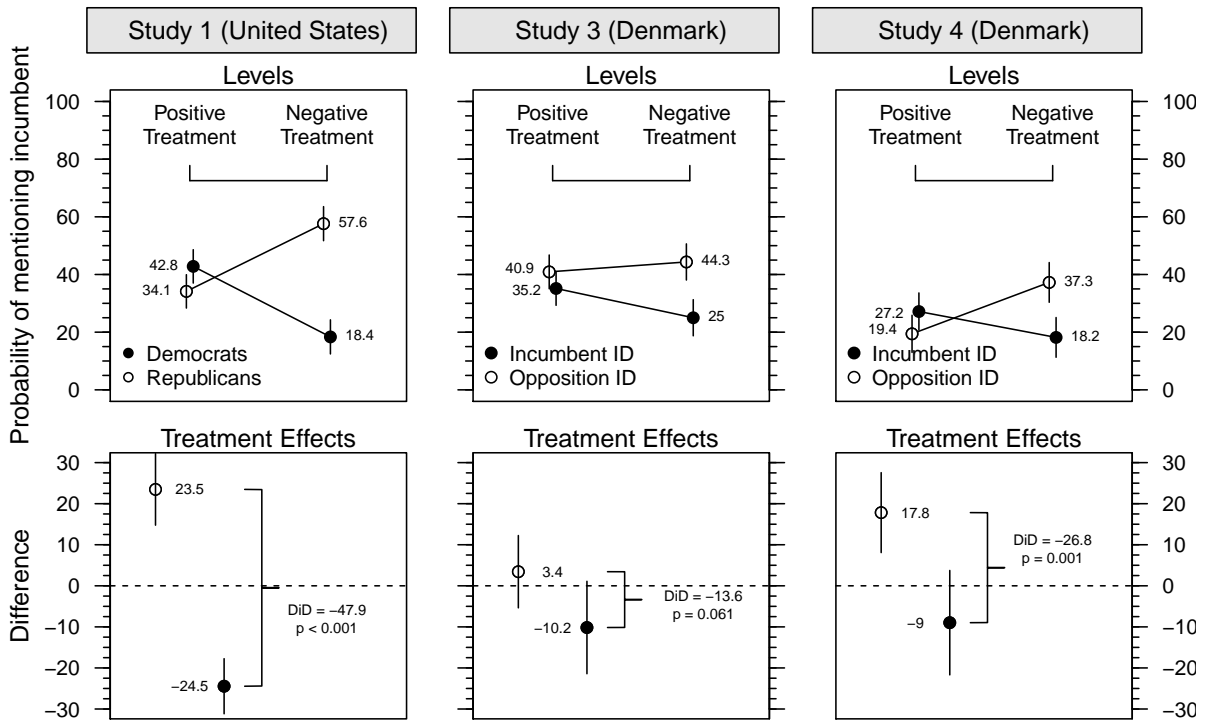 Study 1 (United States)
Study 3 (Denmark)
Study 4 (Denmark)
Levels
Levels
Levels
Probability of mentioning incumbent
100
80
60
40
20
0
Positive Treatment
Negative Treatment
42.8
34.1
57.6
18.4
Democrats
Republicans
Positive Treatment
Negative Treatment
40.9
35.2
44.3
25
Incumbent ID
Opposition ID
Positive Treatment
Negative Treatment
27.2
19.4
37.3
18.2
Incumbent ID
Opposition ID
100
80
60
40
20
0
Treatment Effects
Treatment Effects
Treatment Effects
Difference
30
20
10
0
−10
−20
−30
23.5
−24.5
DiD = −47.9
p < 0.001
3.4
−10.2
DiD = −13.6
p = 0.061
17.8
−9
DiD = −26.8
p = 0.001
30
20
10
0
−10
−20
−30